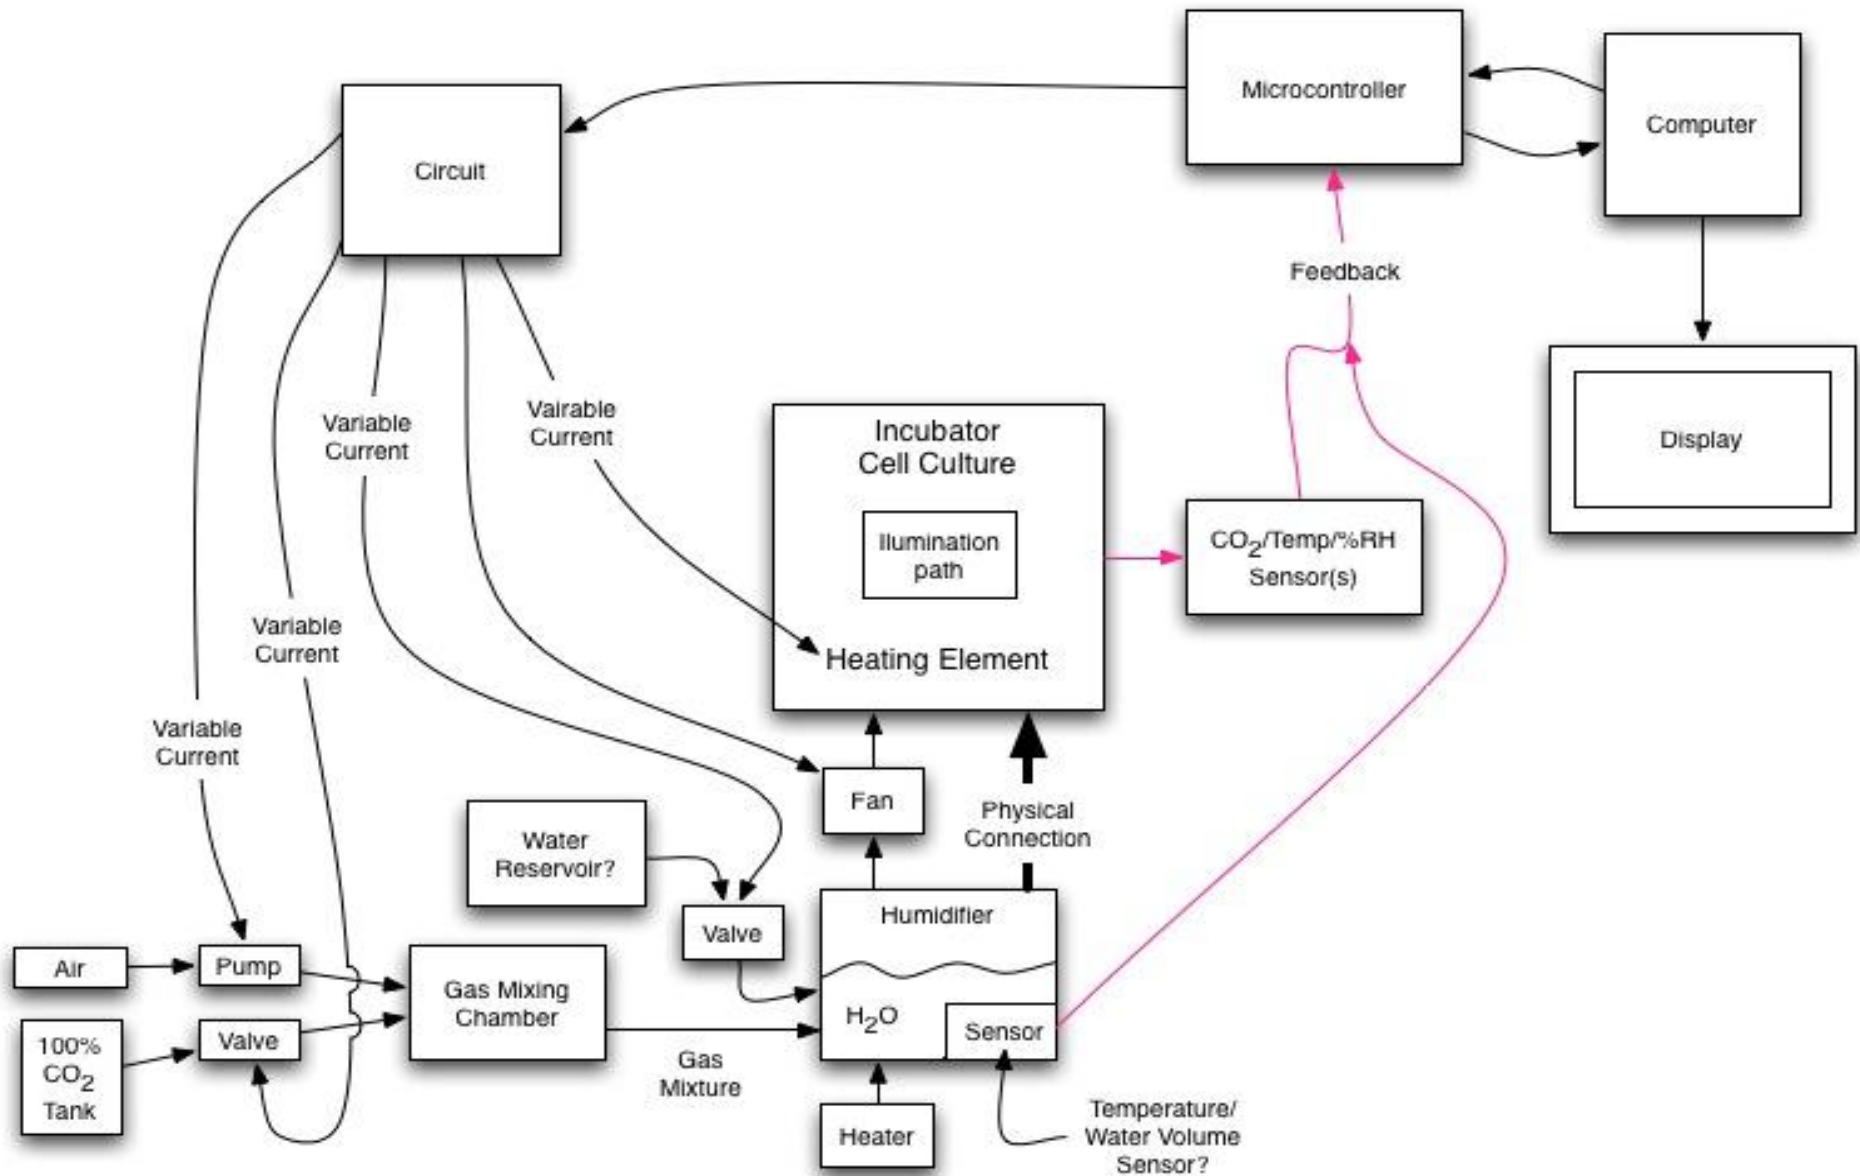 Microcontroller
Computer
Circuit
Feedback
Display
Variable
Current
Vairable
Current
Incubator
Cell Culture
Illumination
path
Heating Element
CO2/Temp/%RH
Sensor(s)
Variable
Current
Variable
Current
Fan
Physical
Connection
Water
Reservoir?
Valve
Humidifier
Air
Pump
Gas Mixing
Chamber
H2O
Sensor
100%
CO2
Tank
Valve
Gas
Mixture
Heater
Temperature/
Water Volume
Sensor?